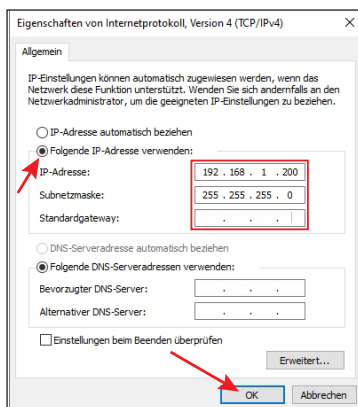 Eigenschaften von Internetprotokoll, Version 4 (TCP/IPv4)
Allgemein
IP-Einstellungen können automatisch zugewiesen werden, wenn das
Netzwerk diese Funktion unterstützt. Wenden Sie sich andernfalls an den
Netzwerkadministrator, um die geeigneten IP-Einstellungen zu beziehen.
IP-Adresse automatisch beziehen
Folgende IP-Adresse verwenden:
IP-Adresse: 192 . 168 . 1 . 200
Subnetzmaske: 255 . 255 . 255 . 0
Standardgateway: . . .
DNS-Serveradresse automatisch beziehen
Folgende DNS-Serveradressen verwenden:
Bevorzugter DNS-Server: . . .
Alternativer DNS-Server: . . .
Einstellungen beim Beenden überprüfen
Erweitert...
OK Abbrechen